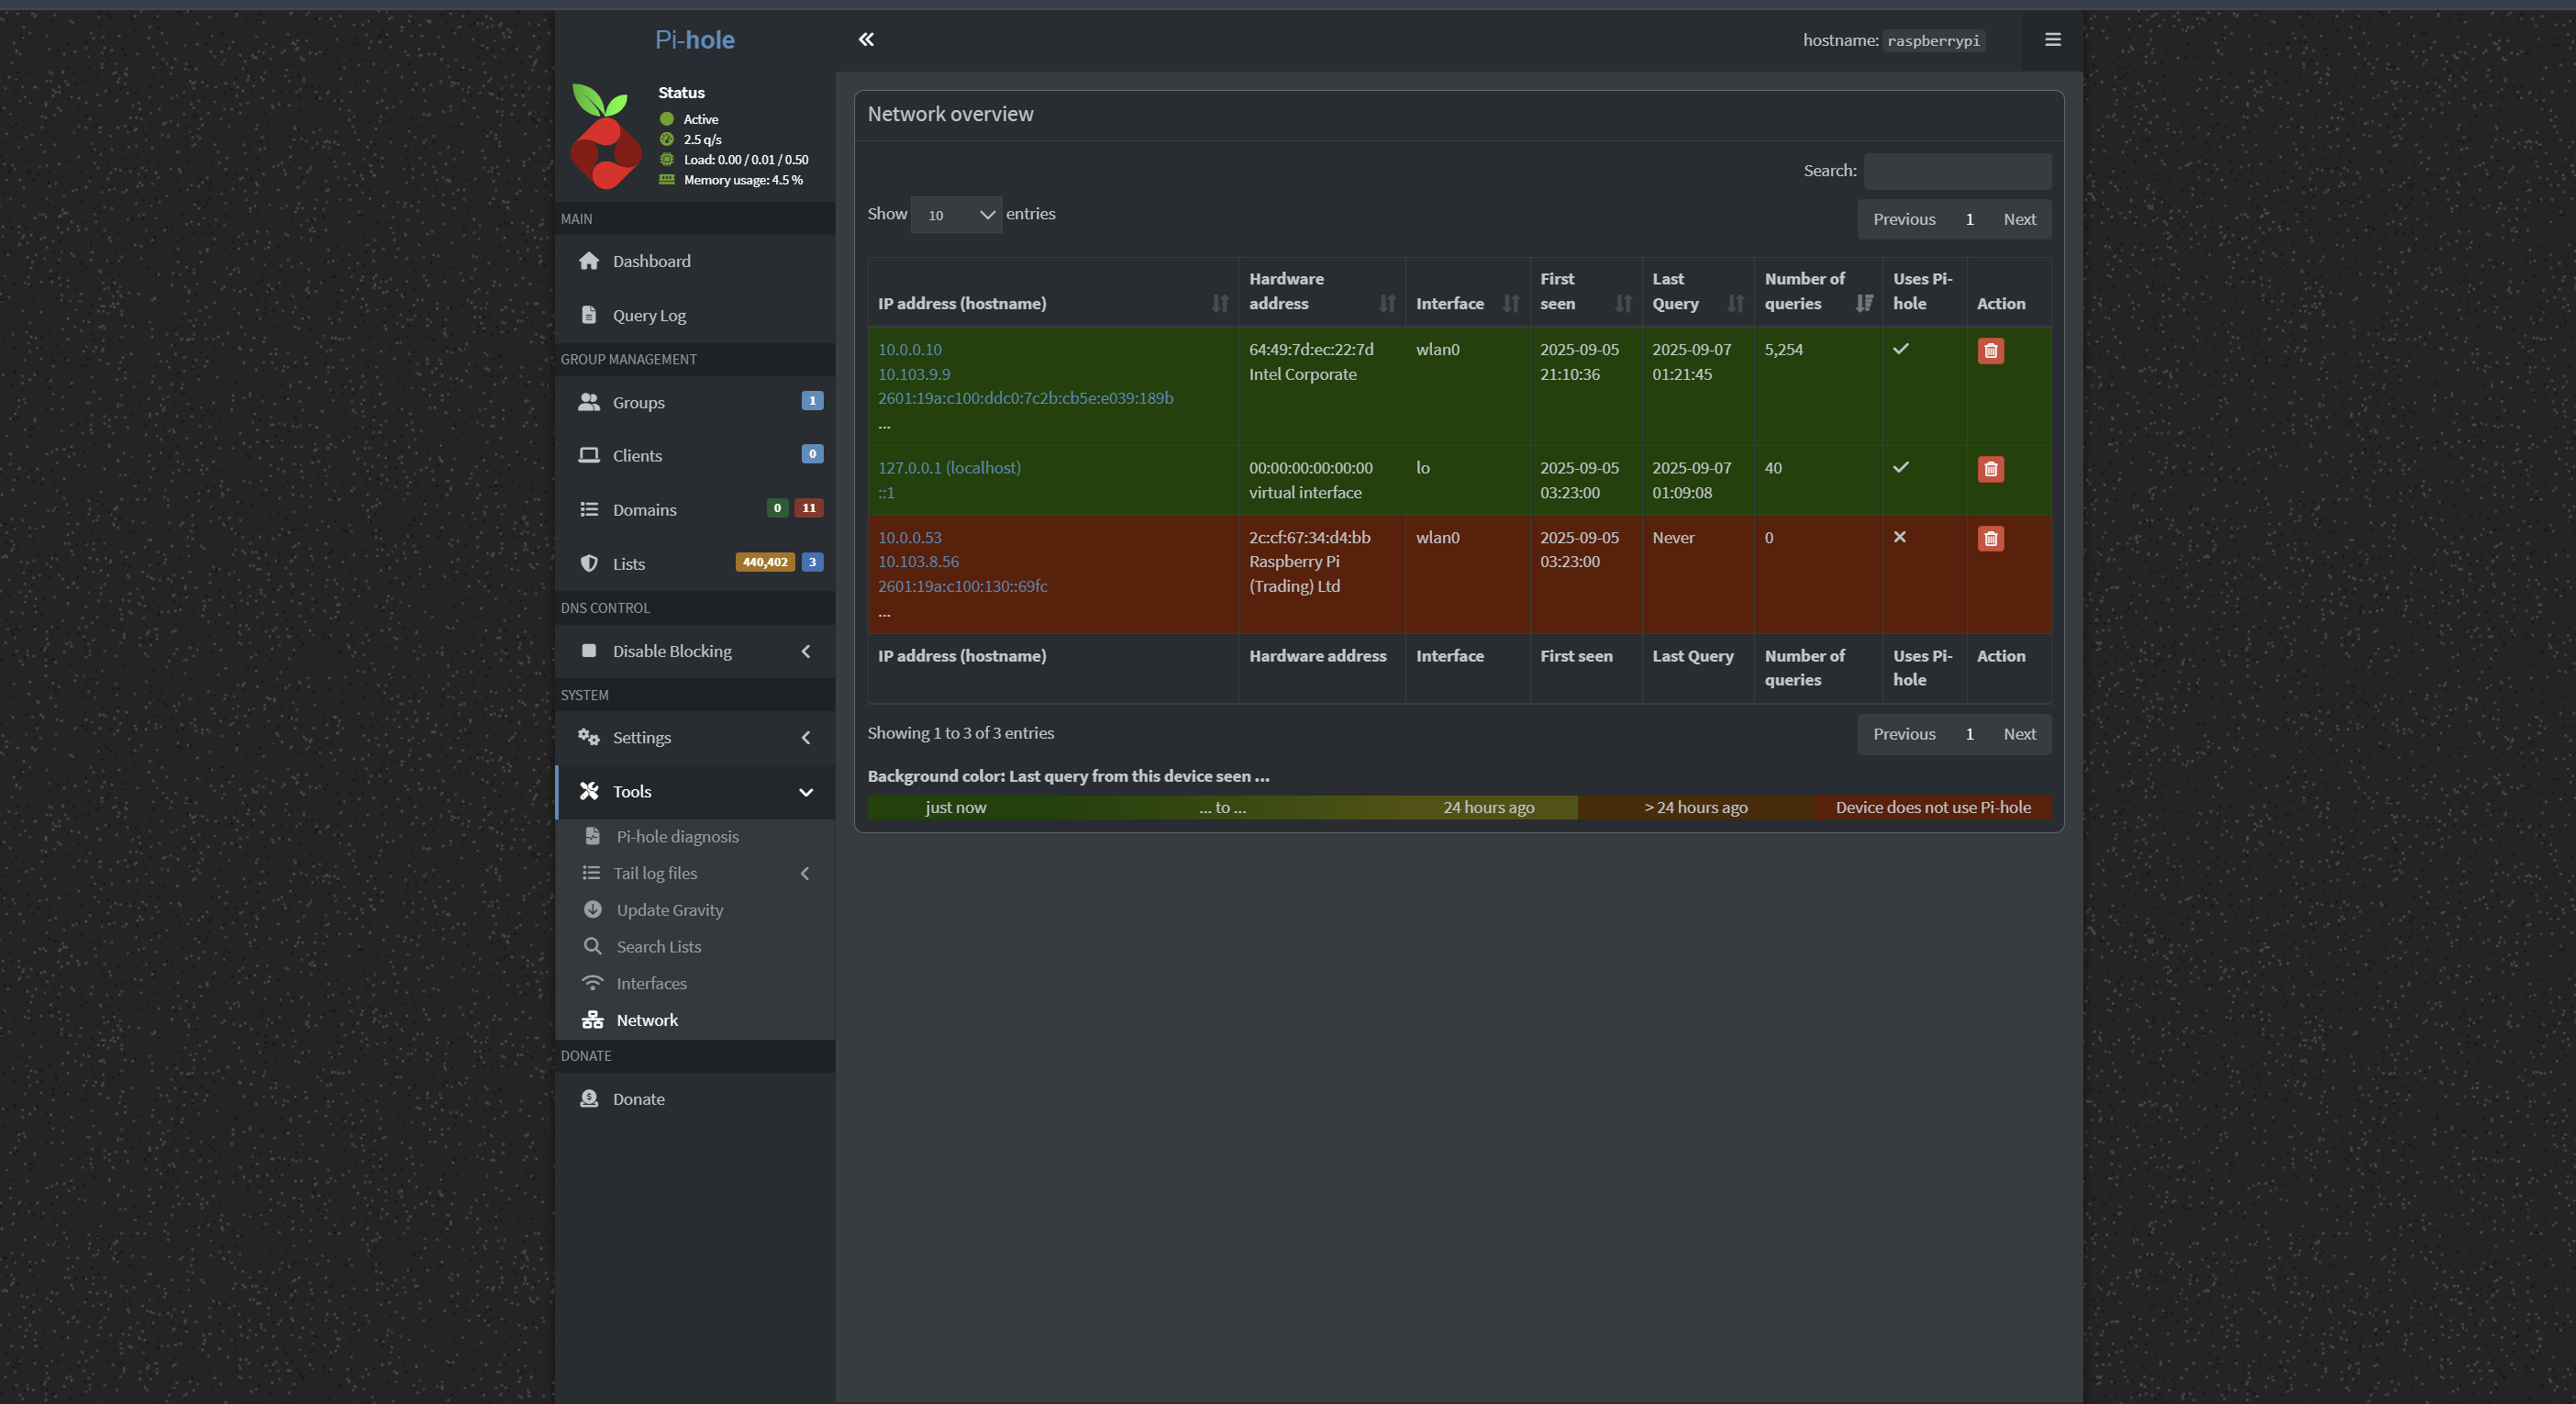 Pi-hole
hostname: raspberrypi
Status
Active
2.5 q/s
Load: 0.00 / 0.01 / 0.50
Memory usage: 4.5 %
MAIN
Dashboard
Query Log
GROUP MANAGEMENT
Groups 1
Clients 0
Domains 0 11
Lists 440,402 3
DNS CONTROL
Disable Blocking
SYSTEM
Settings
Tools
Pi-hole diagnosis
Tail log files
Update Gravity
Search Lists
Interfaces
Network
DONATE
Donate
Network overview
Search:
Show 10 entries
Previous 1 Next
IP address (hostname) Hardware address Interface First seen Last Query Number of queries Uses Pi-hole Action
10.0.0.10 64:49:7d:ec:22:7d wlan0 2025-09-05 2025-09-07 5,254
10.103.9.9 Intel Corporate 21:10:36 01:21:45
2601:19a:c100:ddc0:7c2b:cb5e:e039:189b
...
127.0.0.1 (localhost) 00:00:00:00:00:00 lo 2025-09-05 2025-09-07 40
::1 virtual interface 03:23:00 01:09:08
10.0.0.53 2c:cf:67:34:d4:bb wlan0 2025-09-05 Never 0
10.103.8.56 Raspberry Pi 03:23:00
2601:19a:c100:130::69fc (Trading) Ltd
...
IP address (hostname) Hardware address Interface First seen Last Query Number of queries Uses Pi-hole Action
Showing 1 to 3 of 3 entries
Previous 1 Next
Background color: Last query from this device seen ...
just now ... to ... 24 hours ago > 24 hours ago Device does not use Pi-hole